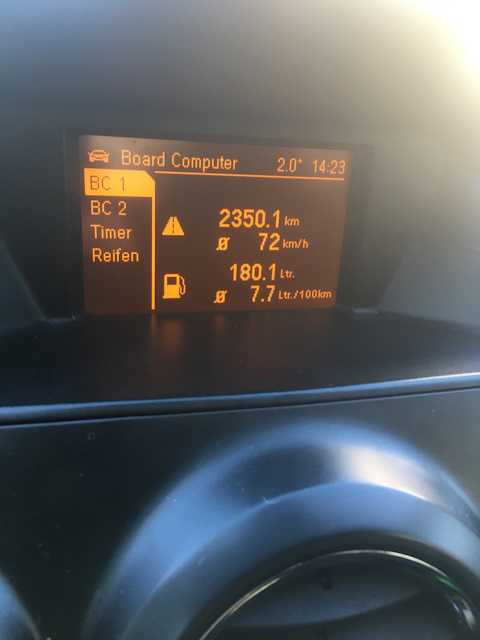 Board Computer 2.0° 14:23
BC 1
BC 2
Timer
Reifen
2350.1 km
Ø 72 km/h
180.1 Ltr.
Ø 7.7 Ltr./100km